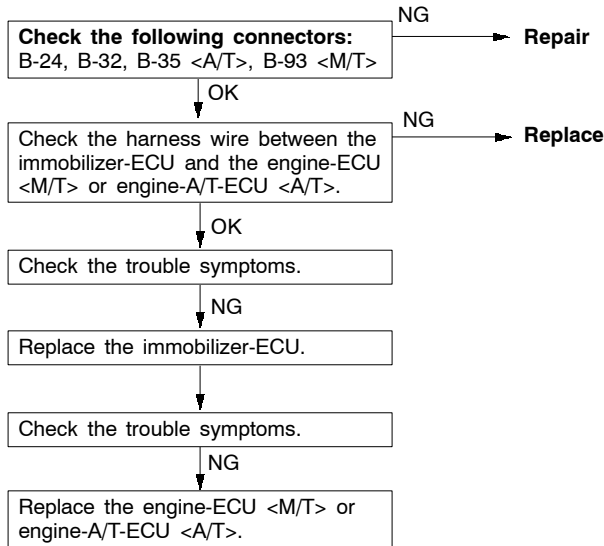 NG
Check the following connectors:
B-24, B-32, B-35 <A/T>, B-93 <M/T>
Repair
OK
Check the harness wire between the
immobilizer-ECU and the engine-ECU
<M/T> or engine-A/T-ECU <A/T>.
NG
Replace
OK
Check the trouble symptoms.
NG
Replace the immobilizer-ECU.
Check the trouble symptoms.
NG
Replace the engine-ECU <M/T> or
engine-A/T-ECU <A/T>.